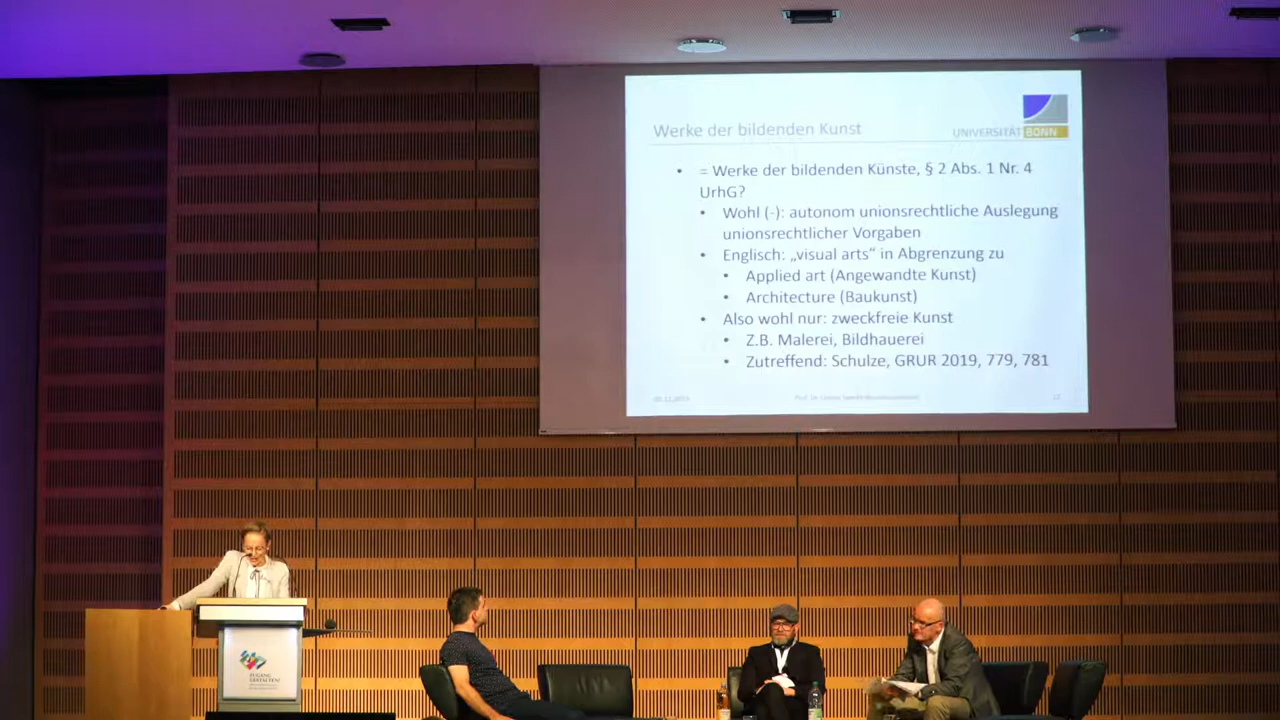 Werke der bildenden Kunst
UNIVERSITÄT BONN
• = Werke der bildenden Künste, § 2 Abs. 1 Nr. 4
UrhG?
• Wohl (-): autonom unionsrechtliche Auslegung
unionsrechtlicher Vorgaben
• Englisch: „visual arts“ in Abgrenzung zu
• Applied art (Angewandte Kunst)
• Architecture (Baukunst)
• Also wohl nur: zweckfreie Kunst
• Z.B. Malerei, Bildhauerei
• Zutreffend: Schulze, GRUR 2019, 779, 781
ZUGANG
GESTALTEN!